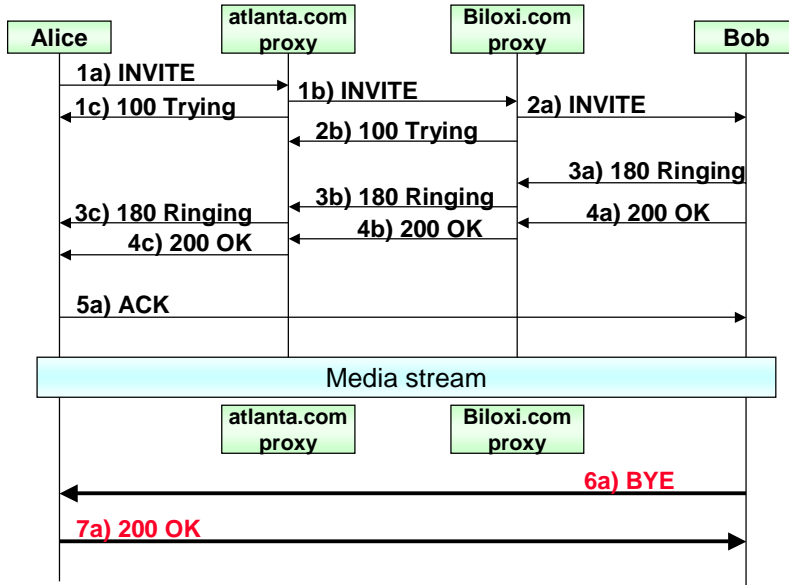 Alice
atlanta.com
proxy
Biloxi.com
proxy
Bob
1a) INVITE
1b) INVITE
1c) 100 Trying
2a) INVITE
2b) 100 Trying
3a) 180 Ringing
3b) 180 Ringing
3c) 180 Ringing
4a) 200 OK
4b) 200 OK
4c) 200 OK
5a) ACK
Media stream
atlanta.com
proxy
Biloxi.com
proxy
6a) BYE
7a) 200 OK